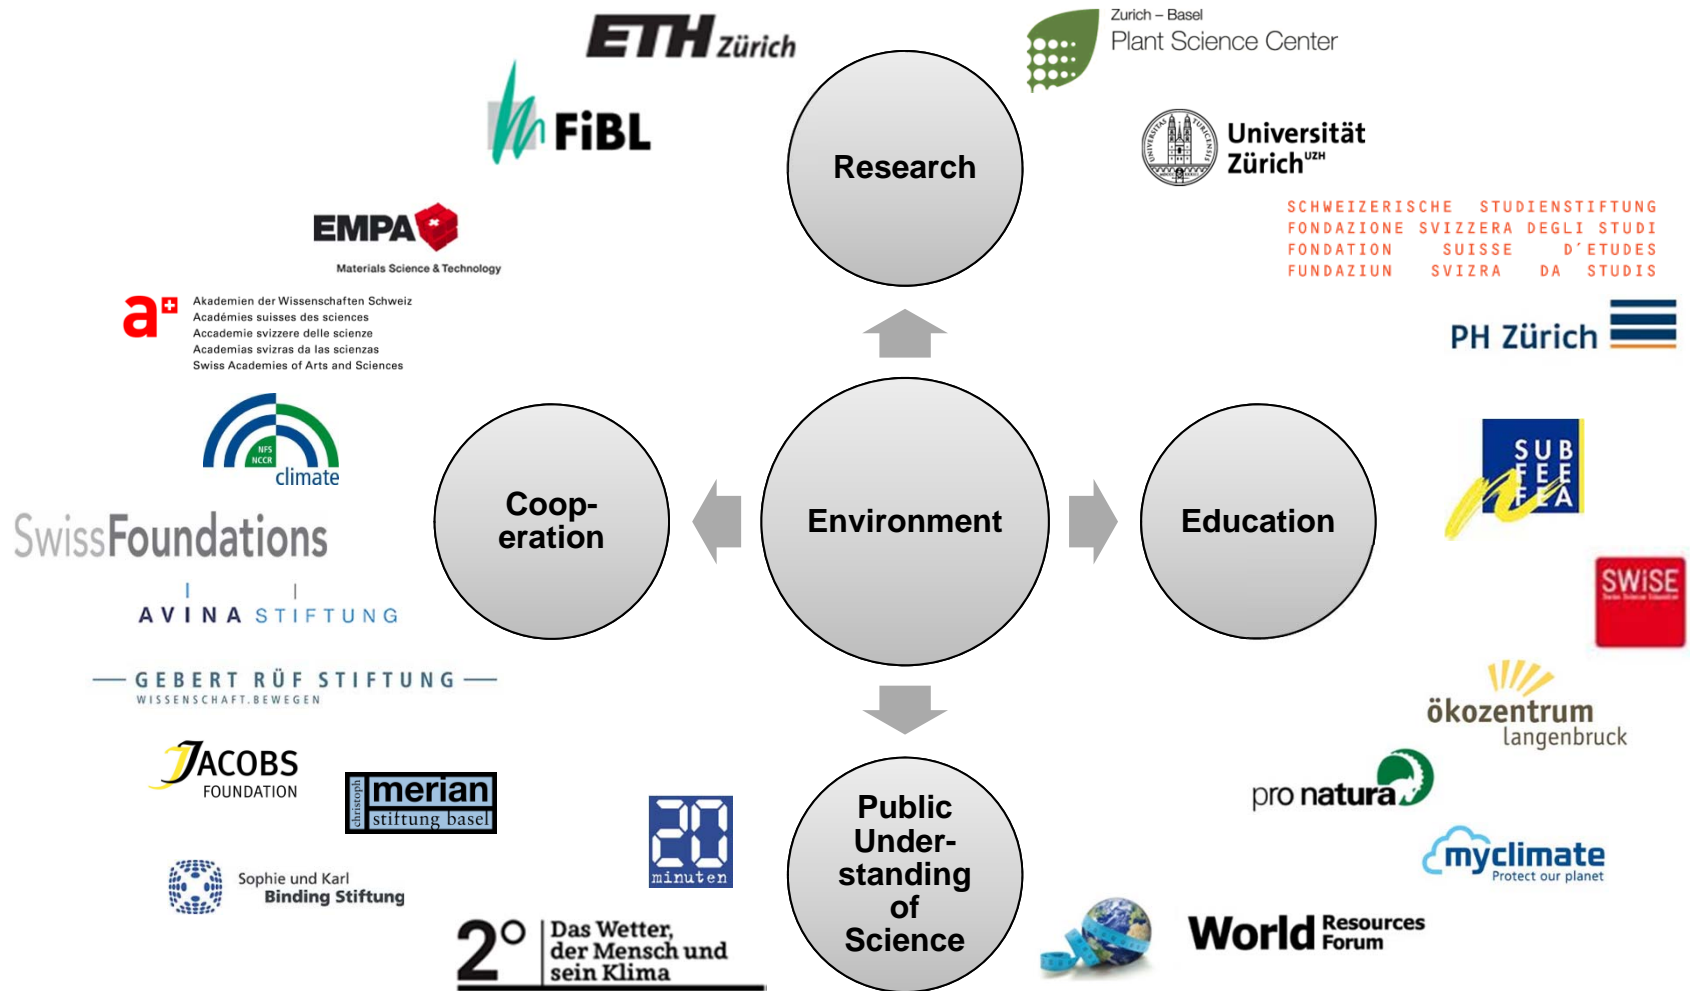 ETH Zürich
Zurich – Basel
Plant Science Center
FiBL
Research
UNIVERSITAS TURICENSIS
Universität
Zürich UZH
SCHWEIZERISCHE STUDIENSTIFTUNG
FONDAZIONE SVIZZERA DEGLI STUDI
FONDATION SUISSE D'ETUDES
FUNDAZIUN SVIZRA DA STUDIS
EMPA
Materials Science & Technology
a+
Akademien der Wissenschaften Schweiz
Académies suisses des sciences
Accademie svizzere delle scienze
Academias svizras da las scienzas
Swiss Academies of Arts and Sciences
PH Zürich
NFS
NCCR
climate
Coop-
eration
Environment
Education
SUB
FEE
FEA
SwissFoundations
SWiSE
Swiss Science Education
AVINA STIFTUNG
GEBERT RÜF STIFTUNG
WISSENSCHAFT.BEWEGEN
ökozentrum
langenbruck
JACOBS
FOUNDATION
christoph
merian
stiftung basel
20
minuten
Public
Under-
standing
of
Science
pro natura
myclimate
Protect our planet
Sophie und Karl
Binding Stiftung
2°
Das Wetter,
der Mensch und
sein Klima
World Resources
Forum